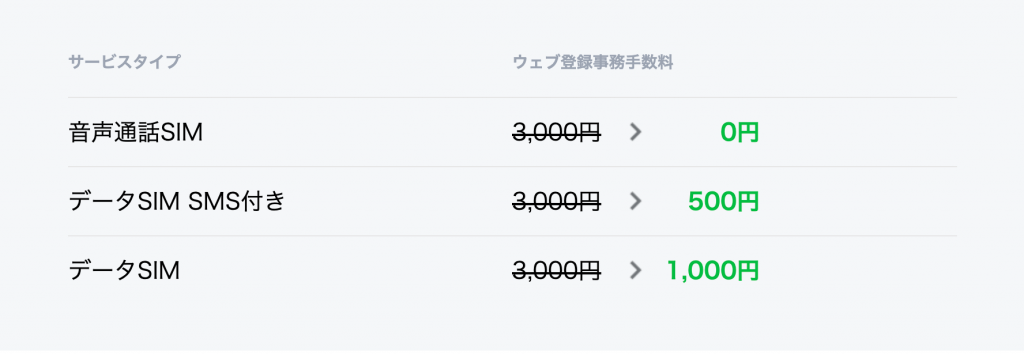 サービスタイプ ウェブ登録事務手数料
音声通話SIM 3,000円 > 0円
データSIM SMS付き 3,000円 > 500円
データSIM 3,000円 > 1,000円